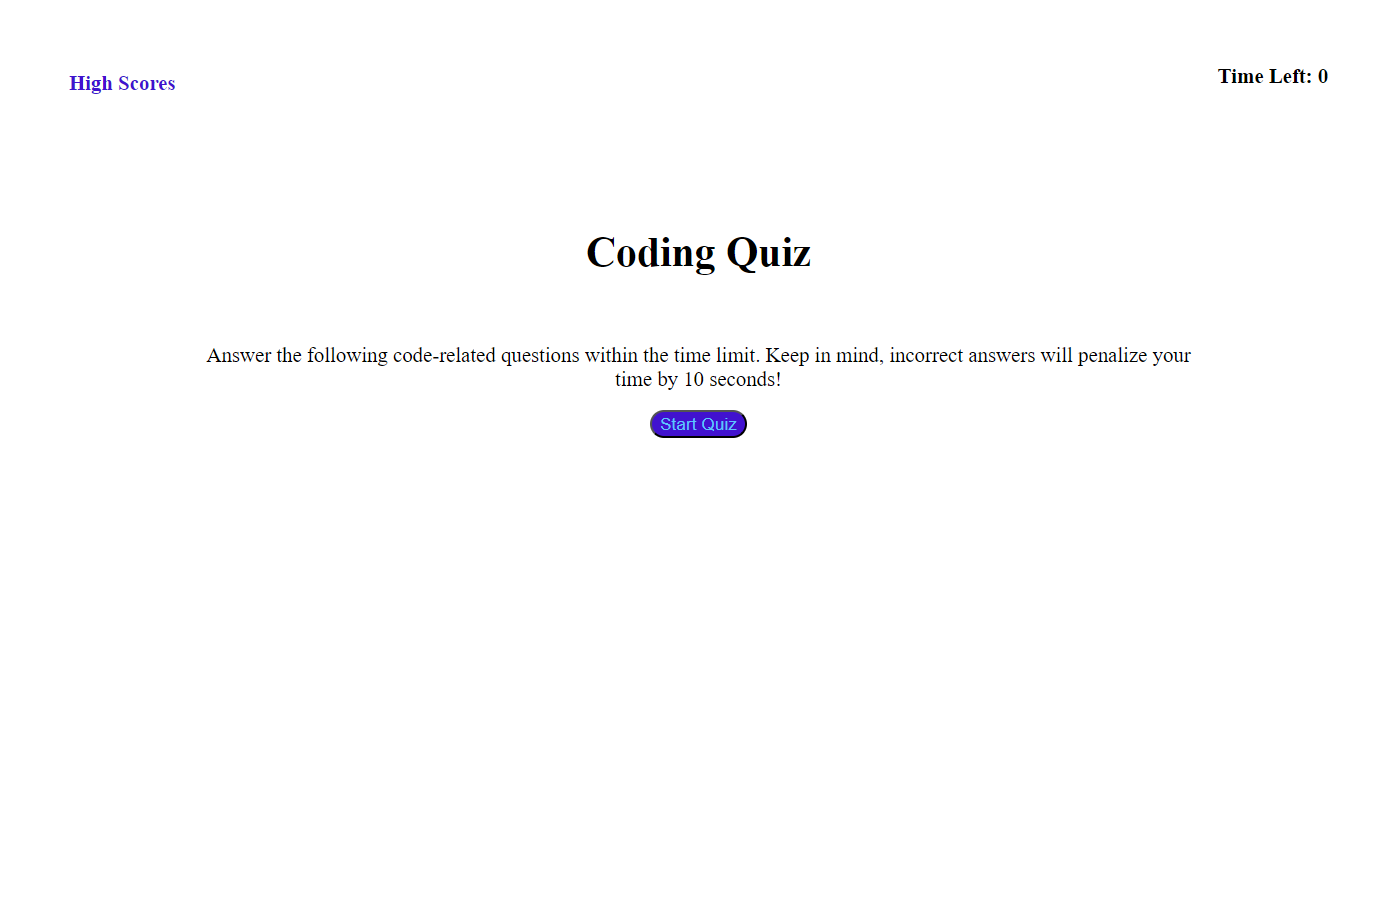 High Scores
Time Left: 0
Coding Quiz
Answer the following code-related questions within the time limit. Keep in mind, incorrect answers will penalize your
time by 10 seconds!
Start Quiz